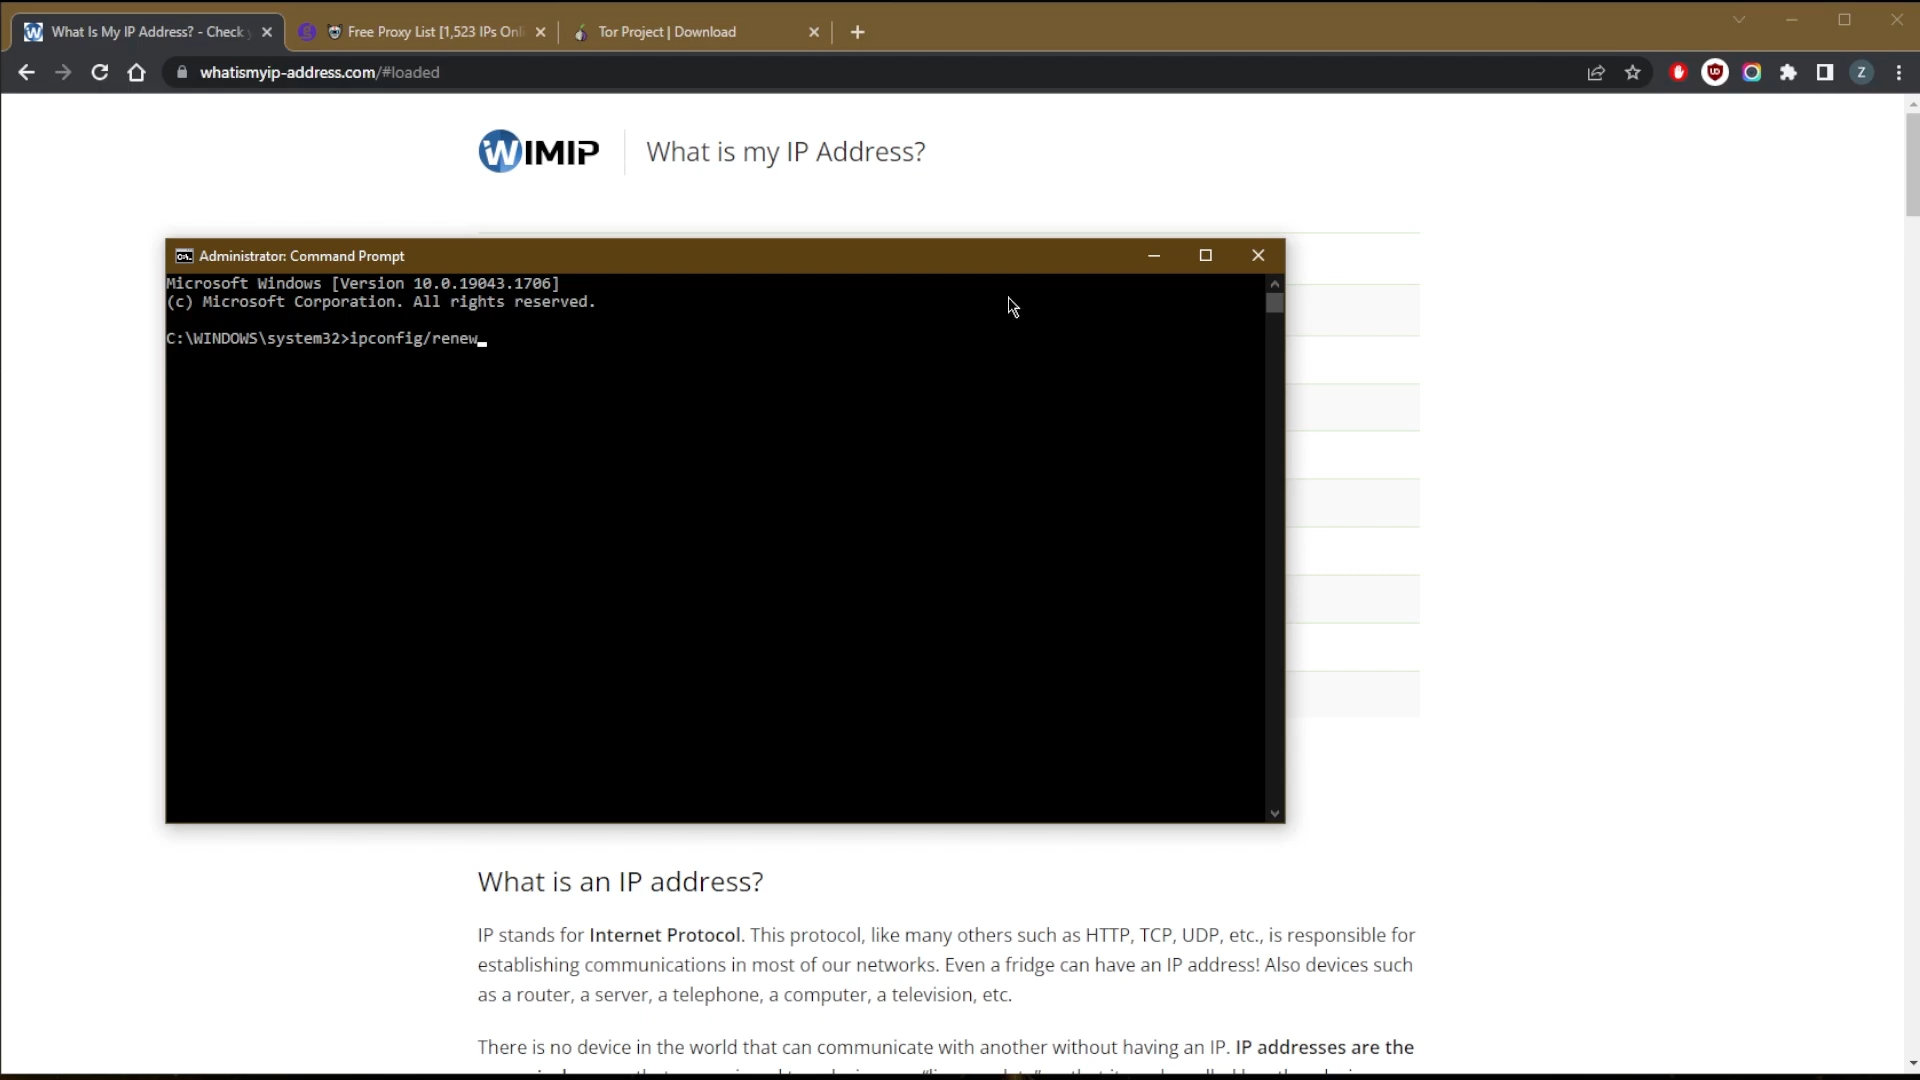 What Is My IP Address? - Check
Free Proxy List [1,523 IPs Onli
Tor Project | Download
whatismyip-address.com/#loaded
Z
WIMIP
What is my IP Address?
Administrator: Command Prompt
Microsoft Windows [Version 10.0.19043.1706]
(c) Microsoft Corporation. All rights reserved.
C:\WINDOWS\system32>ipconfig/renew
What is an IP address?
IP stands for Internet Protocol. This protocol, like many others such as HTTP, TCP, UDP, etc., is responsible for
establishing communications in most of our networks. Even a fridge can have an IP address! Also devices such
as a router, a server, a telephone, a computer, a television, etc.
There is no device in the world that can communicate with another without having an IP. IP addresses are the